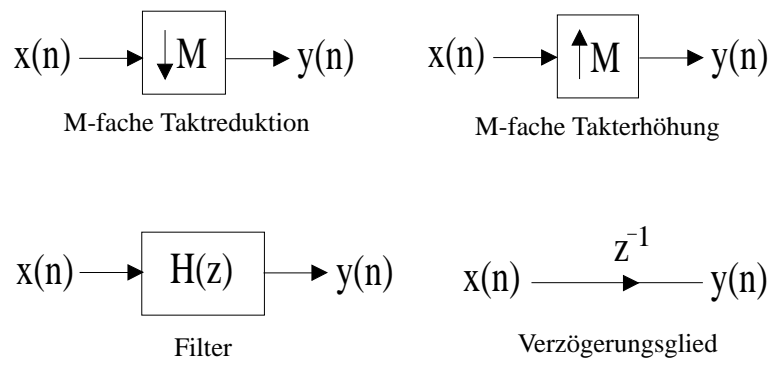 x(n) ↓M y(n)
M-fache Taktreduktion
x(n) ↑M y(n)
M-fache Takterhöhung
x(n) H(z) y(n)
Filter
z⁻¹
x(n) y(n)
Verzögerungsglied